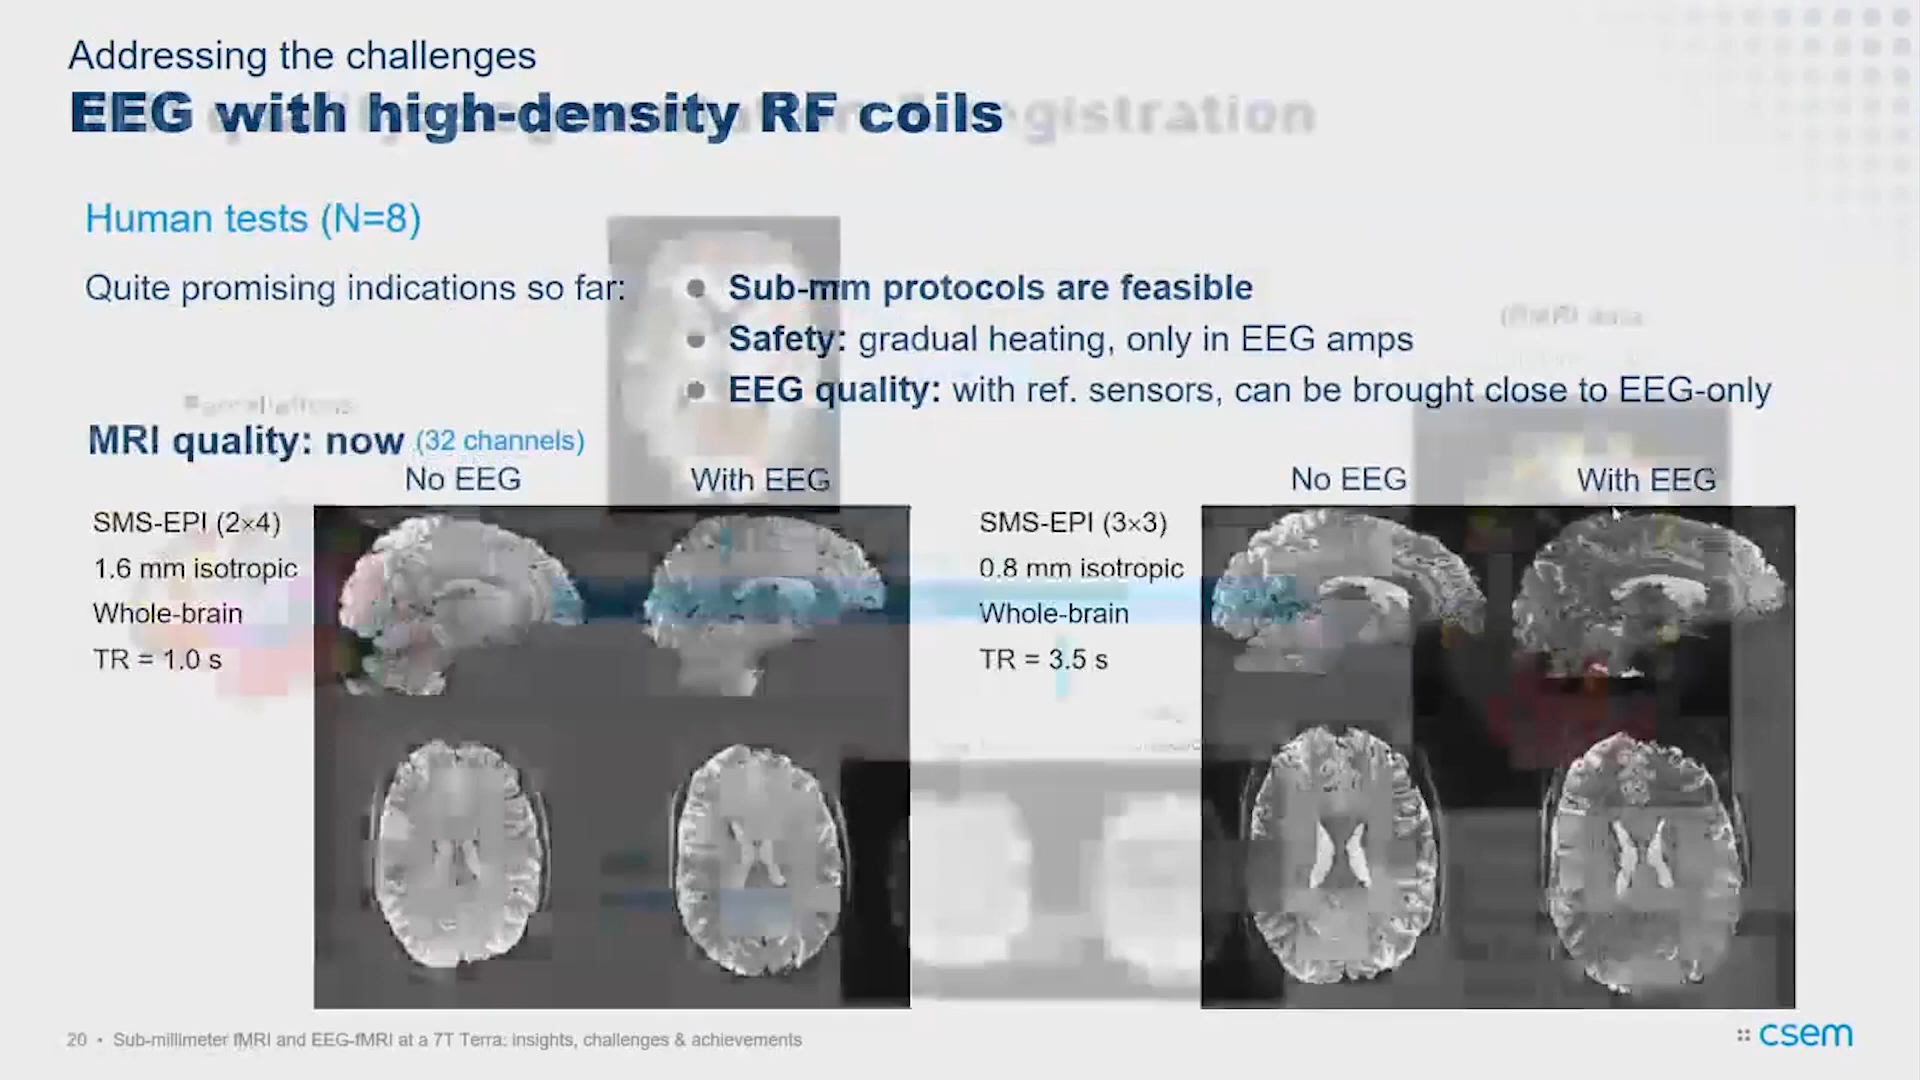 Addressing the challenges
EEG with high-density RF coils
Human tests (N=8)
Quite promising indications so far:
• Sub-mm protocols are feasible
• Safety: gradual heating, only in EEG amps
• EEG quality: with ref. sensors, can be brought close to EEG-only
MRI quality: now (32 channels)
No EEG With EEG
SMS-EPI (2×4)
1.6 mm isotropic
Whole-brain
TR = 1.0 s
No EEG With EEG
SMS-EPI (3×3)
0.8 mm isotropic
Whole-brain
TR = 3.5 s
20 • Sub-millimeter fMRI and EEG-fMRI at a 7T Terra: insights, challenges & achievements
csem